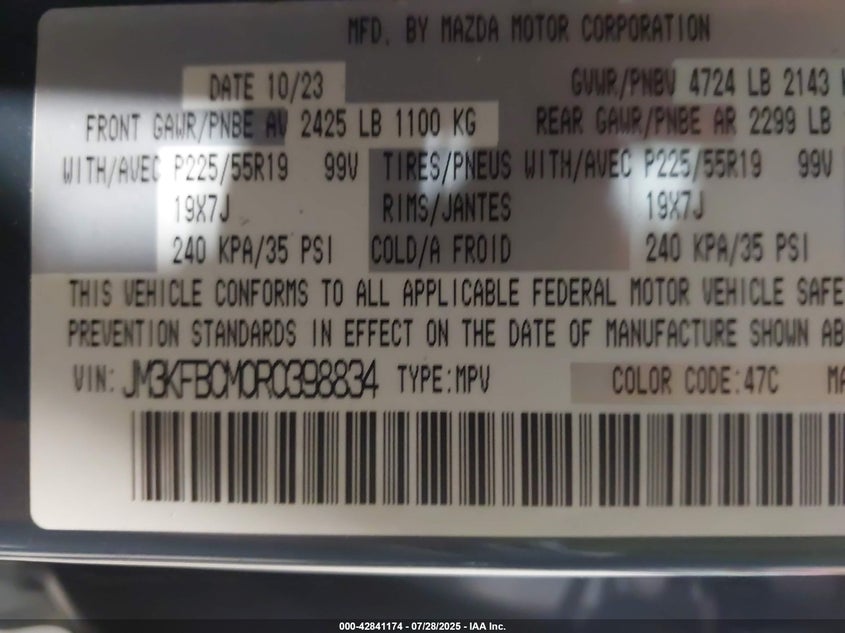 MFD. BY MAZDA MOTOR CORPORATION
DATE 10/23 GVWR/PNBV 4724 LB 2143
FRONT GAWR/PNBE AV 2425 LB 1100 KG REAR GAWR/PNBE AR 2299 LB
WITH/AVEC P225/55R19 99V TIRES/PNEUS WITH/AVEC P225/55R19 99V
19X7J RIMS/JANTES 19X7J
240 KPA/35 PSI COLD/A FROID 240 KPA/35 PSI
THIS VEHICLE CONFORMS TO ALL APPLICABLE FEDERAL MOTOR VEHICLE SAFE
PREVENTION STANDARDS IN EFFECT ON THE DATE OF MANUFACTURE SHOWN AB
VIN: JM3KFBCM0R0398834 TYPE:MPV COLOR CODE:47C MA
000-42841174 | 07/28/2025 - IAA Inc.